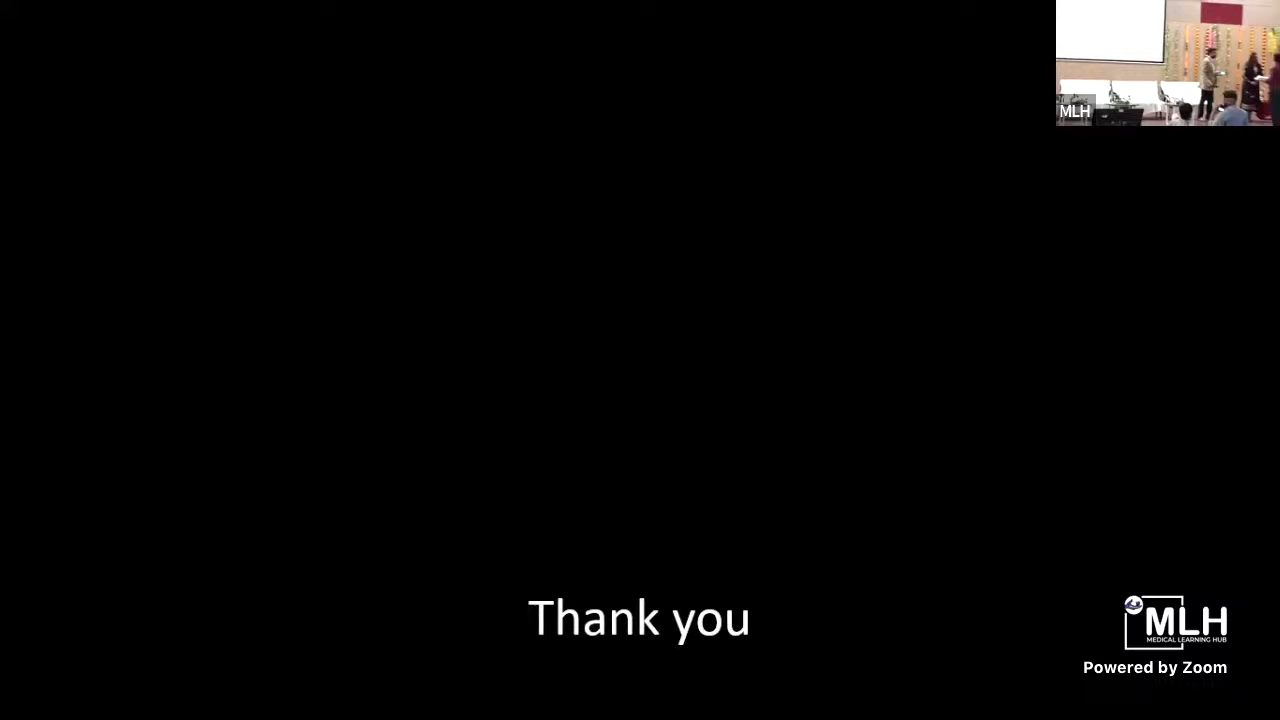 MLH
Thank you
MLH
MEDICAL LEARNING HUB
Powered by Zoom